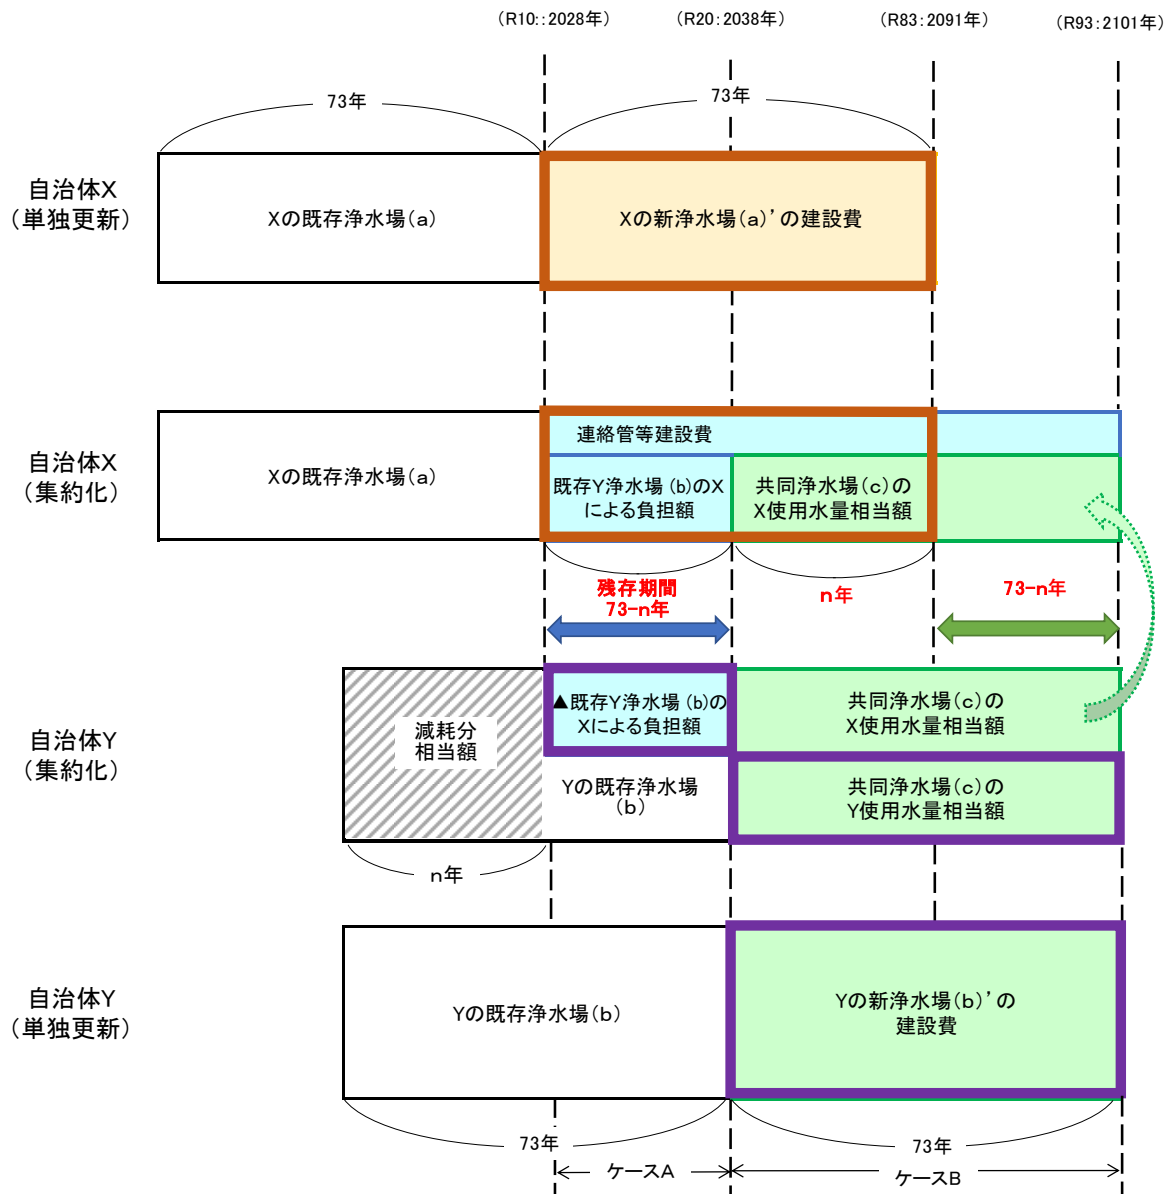 （R10：：2028年）
（R20：2038年）
（R83：2091年）
（R93：2101年）
73年
73年
自治体X
（単独更新）
Xの既存浄水場（a）
Xの新浄水場（a）’の建設費
自治体X
（集約化）
Xの既存浄水場（a）
連絡管等建設費
既存Y浄水場（b）のX
による負担額
共同浄水場（c）の
X使用水量相当額
残存期間
73-n年
n年
73-n年
自治体Y
（集約化）
減耗分
相当額
▲既存Y浄水場（b）の
Xによる負担額
Yの既存浄水場
（b）
共同浄水場（c）の
X使用水量相当額
共同浄水場（c）の
Y使用水量相当額
n年
自治体Y
（単独更新）
Yの既存浄水場（b）
Yの新浄水場（b）’の
建設費
73年
73年
ケースA
ケースB